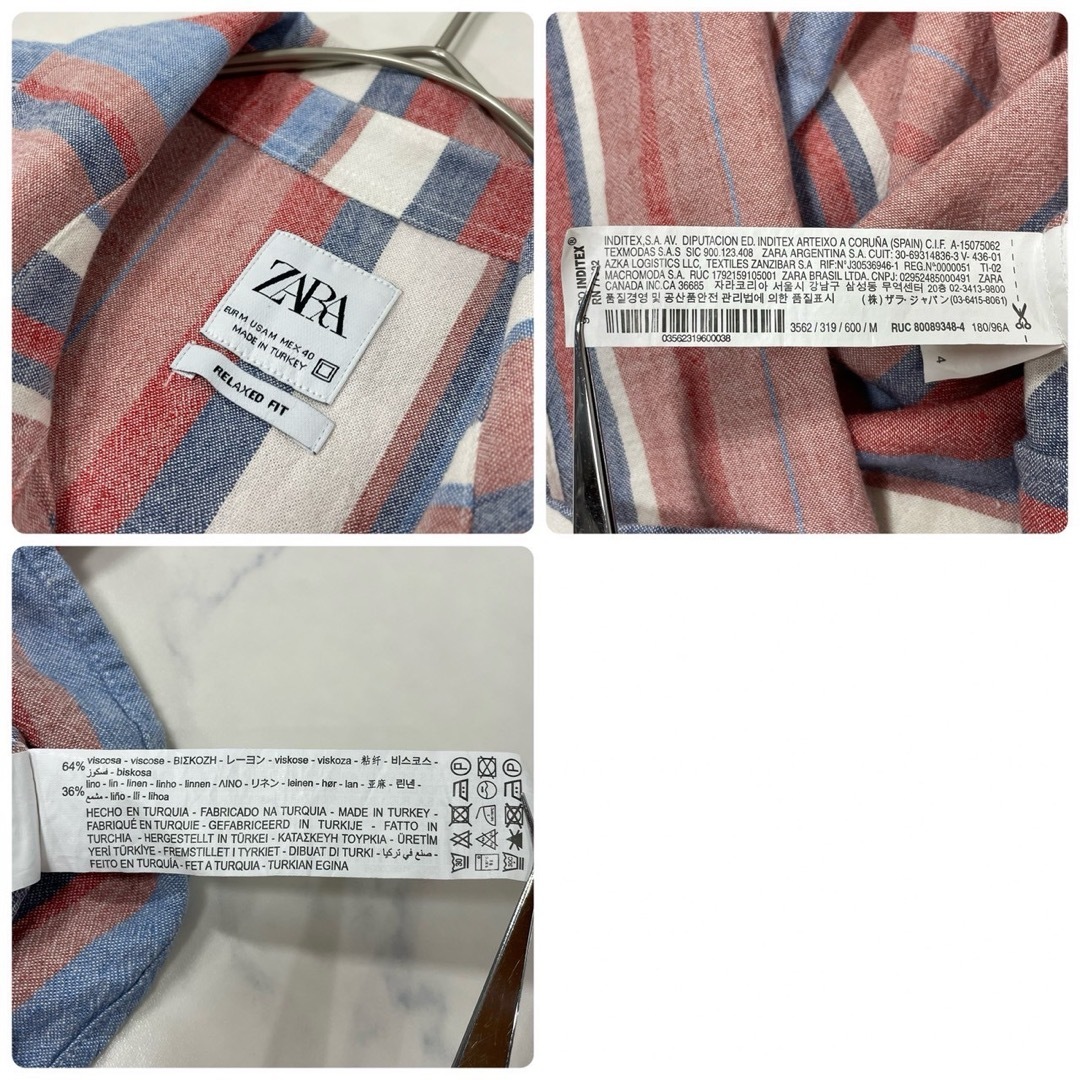 ZARA
EUR M USA M MEX 40
MADE IN TURKEY
RELAXED FIT
INDITEX®
INDITEX,S.A. AV. DIPUTACION ED. INDITEX ARTEIXO A CORUÑA (SPAIN) C.I.F. A-15075062
TEXMODAS S.A.S SIC 900.123.408 ZARA ARGENTINA S.A. CUIT: 30-69314836-3 V- 436-01
AZKA LOGISTICS LLC, TEXTILES ZANZIBAR S.A RIF:N°J30536946-1 REG.N°:0000051 TI-02
MACROMODA S.A. RUC 1792159105001 ZARA BRASIL LTDA. CNPJ: 02952485000491 ZARA
CANADA INC.CA 36685 자라코리아 서울시 강남구 삼성동 무역센터 20층 02-3413-9800
품질경영 및 공산품안전 관리법에 의한 품질표시 (株) ザラ・ジャパン(03-6415-8061)
3562 / 319 / 600 / M RUC 80089348-4 180/96A
03562319600038
4
64% viscosa - viscose - ΒΙΣΚΟΖΗ - レーヨン - viskose - viskoza - 粘纤 - 비스코스 -
فسكوز - biskosa
36% lino - lin - linen - linho - linnen - ΛΙΝΟ - リネン - leinen - hør - lan - 亚麻 - 린넨 -
مشمع - liño - llí - lihoa
HECHO EN TURQUIA - FABRICADO NA TURQUIA - MADE IN TURKEY -
FABRIQUÉ EN TURQUIE - GEFABRICEERD IN TURKIJE - FATTO IN
TURCHIA - HERGESTELLT IN TÜRKEI - ΚΑΤΑΣΚΕΥΗ ΤΟΥΡΚΙΑ - ÜRETİM
YERİ TÜRKİYE - FREMSTILLET I TYRKIET - DIBUAT DI TURKI - صنع في تركيا -
FEITO EN TURQUÍA - FET A TURQUIA - TURKIAN EGINA